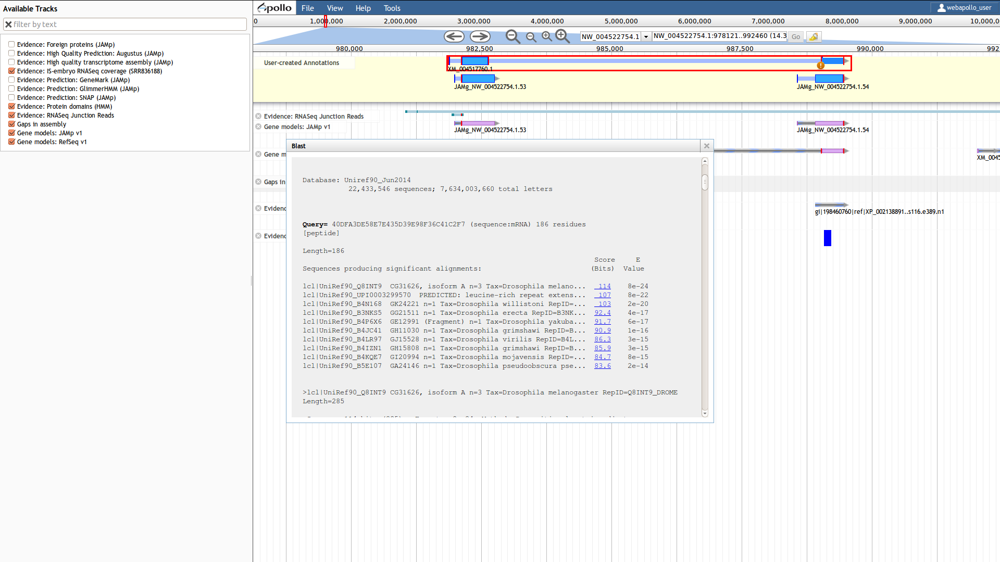 Available Tracks
filter by text
Evidence: Foreign proteins (JAMp)
Evidence: High Quality Prediction: Augustus (JAMp)
Evidence: High quality transcriptome assembly (JAMp)
Evidence: IS-embryo RNASeq coverage (SRR836188)
Evidence: Prediction: GeneMark (JAMp)
Evidence: Prediction: GlimmerHMM (JAMp)
Evidence: Prediction: SNAP (JAMp)
Evidence: Protein domains (HMM)
Evidence: RNASeq Junction Reads
Gaps in assembly
Gene models: JAMp v1
Gene models: RefSeq v1
Apollo File View Help Tools webapollo_user
0 1,000,000 2,000,000 3,000,000 4,000,000 5,000,000 6,000,000 7,000,000 8,000,000 9,000,000 10,000,0
NW_004522754.1 NW_004522754.1:978121..992460 (14.3 Go
980,000 982,500 985,000 987,500 990,000 992
User-created Annotations
XM_004517760.1
JAMg_NW_004522754.1.53 JAMg_NW_004522754.1.54
Evidence: RNASeq Junction Reads
Gene models: JAMp v1
JAMg_NW_004522754.1.53 JAMg_NW_004522754.1.54
Gene m
XM_0045
Gaps in
Evidenc
gi|198460760|ref|XP_002138891..s116.e389.n1
Evidenc
Blast
Database: Uniref90_Jun2014
22,433,546 sequences; 7,634,003,660 total letters
Query= 40DFA3DE58E7E435D39E98F36C41C2F7 (sequence:mRNA) 186 residues
[peptide]
Length=186
Score E
Sequences producing significant alignments: (Bits) Value
lcl|UniRef90_Q8INT9 CG31626, isoform A n=3 Tax=Drosophila melano... 114 8e-24
lcl|UniRef90_UPI0003299570 PREDICTED: leucine-rich repeat extens... 107 8e-22
lcl|UniRef90_B4N168 GK24221 n=1 Tax=Drosophila willistoni RepID=... 103 2e-20
lcl|UniRef90_B3NKS5 GG21511 n=1 Tax=Drosophila erecta RepID=B3NK... 92.4 4e-17
lcl|UniRef90_B4P6X6 GE12991 (Fragment) n=1 Tax=Drosophila yakuba... 91.7 6e-17
lcl|UniRef90_B4JC41 GH11030 n=1 Tax=Drosophila grimshawi RepID=B... 90.9 1e-16
lcl|UniRef90_B4LR97 GJ15528 n=1 Tax=Drosophila virilis RepID=B4L... 86.3 3e-15
lcl|UniRef90_B4IZN1 GH15808 n=1 Tax=Drosophila grimshawi RepID=B... 85.9 3e-15
lcl|UniRef90_B4KQE7 GI20994 n=1 Tax=Drosophila mojavensis RepID=... 84.7 8e-15
lcl|UniRef90_B5E107 GA24146 n=1 Tax=Drosophila pseudoobscura pse... 83.6 2e-14
>lcl|UniRef90_Q8INT9 CG31626, isoform A n=3 Tax=Drosophila melanogaster RepID=Q8INT9_DROME
Length=285